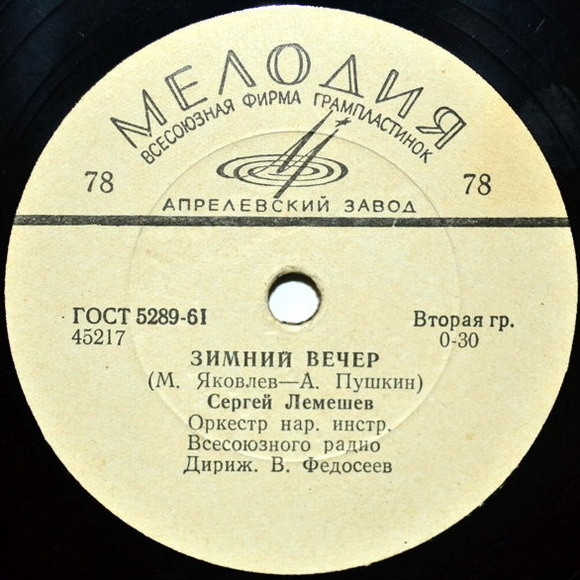 МЕЛОДИЯ
ВСЕСОЮЗНАЯ ФИРМА ГРАМПЛАСТИНОК
78 78
АПРЕЛЕВСКИЙ ЗАВОД
ГОСТ 5289-61 Вторая гр.
45217 0-30
ЗИМНИЙ ВЕЧЕР
(М. Яковлев—А. Пушкин)
Сергей Лемешев
Оркестр нар. инстр.
Всесоюзного радио
Дириж. В. Федосеев